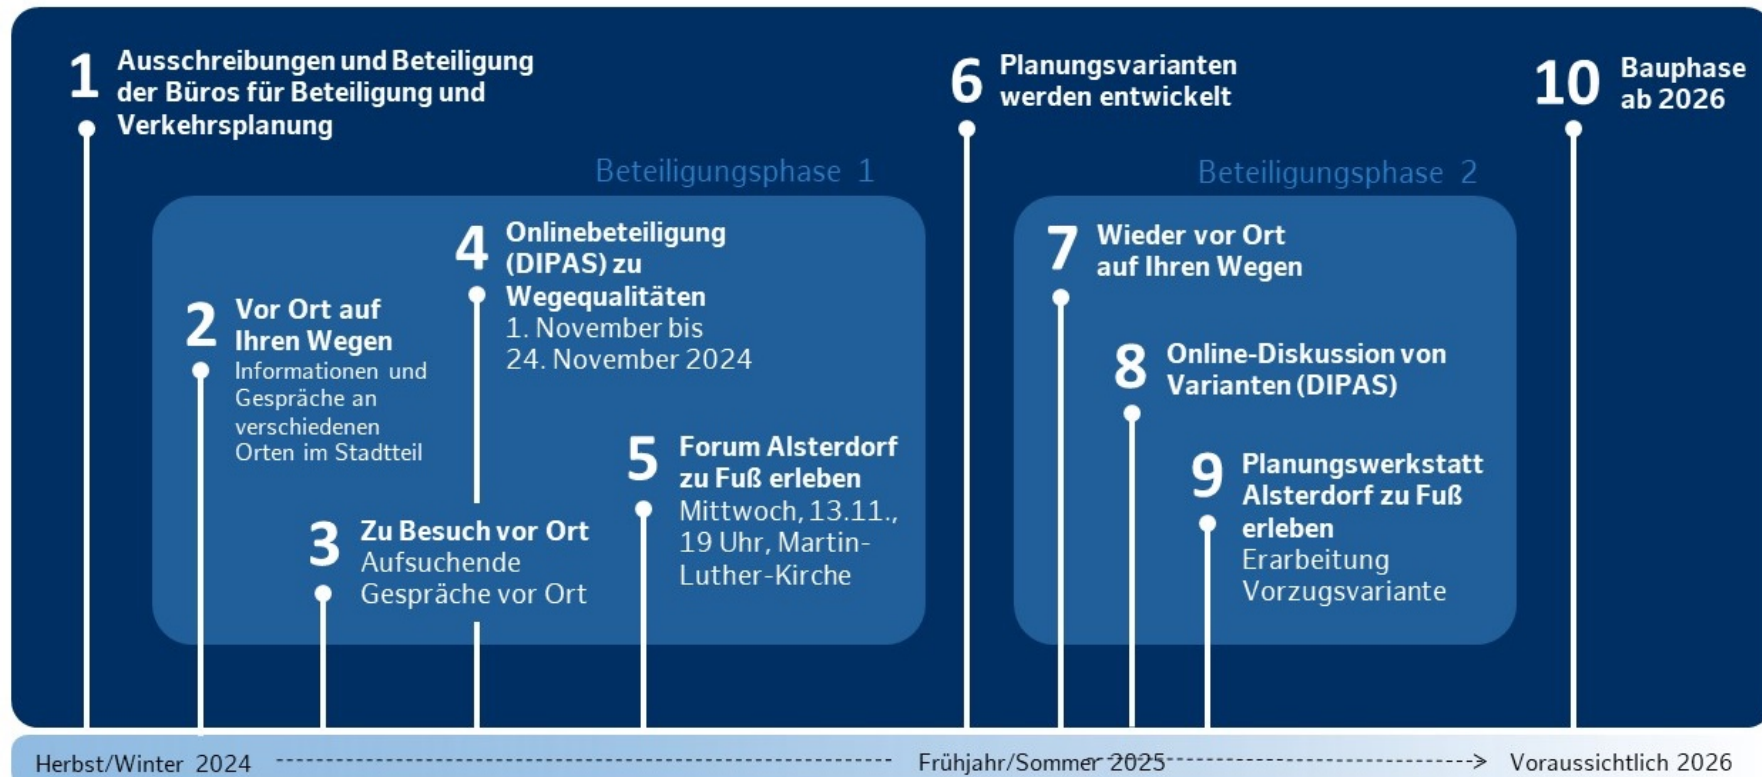 1
Ausschreibungen und Beteiligung
der Büros für Beteiligung und
Verkehrsplanung
Beteiligungsphase 1
2
Vor Ort auf
Ihren Wegen
Informationen und
Gespräche an
verschiedenen
Orten im Stadtteil
3
Zu Besuch vor Ort
Aufsuchende
Gespräche vor Ort
4
Onlinebeteiligung
(DIPAS) zu
Wegequalitäten
1. November bis
24. November 2024
5
Forum Alsterdorf
zu Fuß erleben
Mittwoch, 13.11.,
19 Uhr, Martin-
Luther-Kirche
6
Planungsvarianten
werden entwickelt
Beteiligungsphase 2
7
Wieder vor Ort
auf Ihren Wegen
8
Online-Diskussion von
Varianten (DIPAS)
9
Planungswerkstatt
Alsterdorf zu Fuß
erleben
Erarbeitung
Vorzugsvariante
10
Bauphase
ab 2026
Herbst/Winter 2024
Frühjahr/Sommer 2025
Voraussichtlich 2026